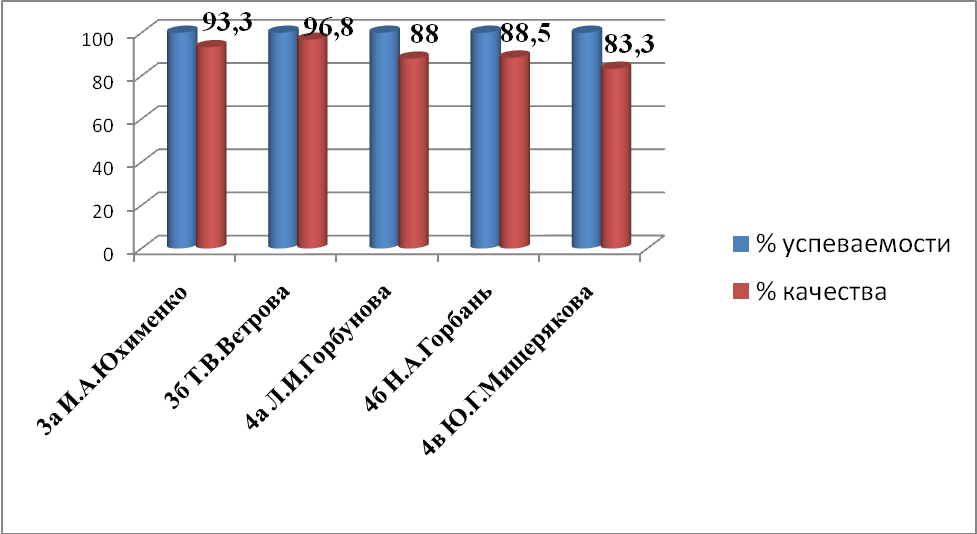 93,3
96,8
88
88,5
83,3
100
80
60
40
20
0
3а И.А.Юхименко
3б Т.В.Ветрова
4а Л.И.Горбунова
4б Н.А.Горбань
4в Ю.Г.Мищерякова
% успеваемости
% качества